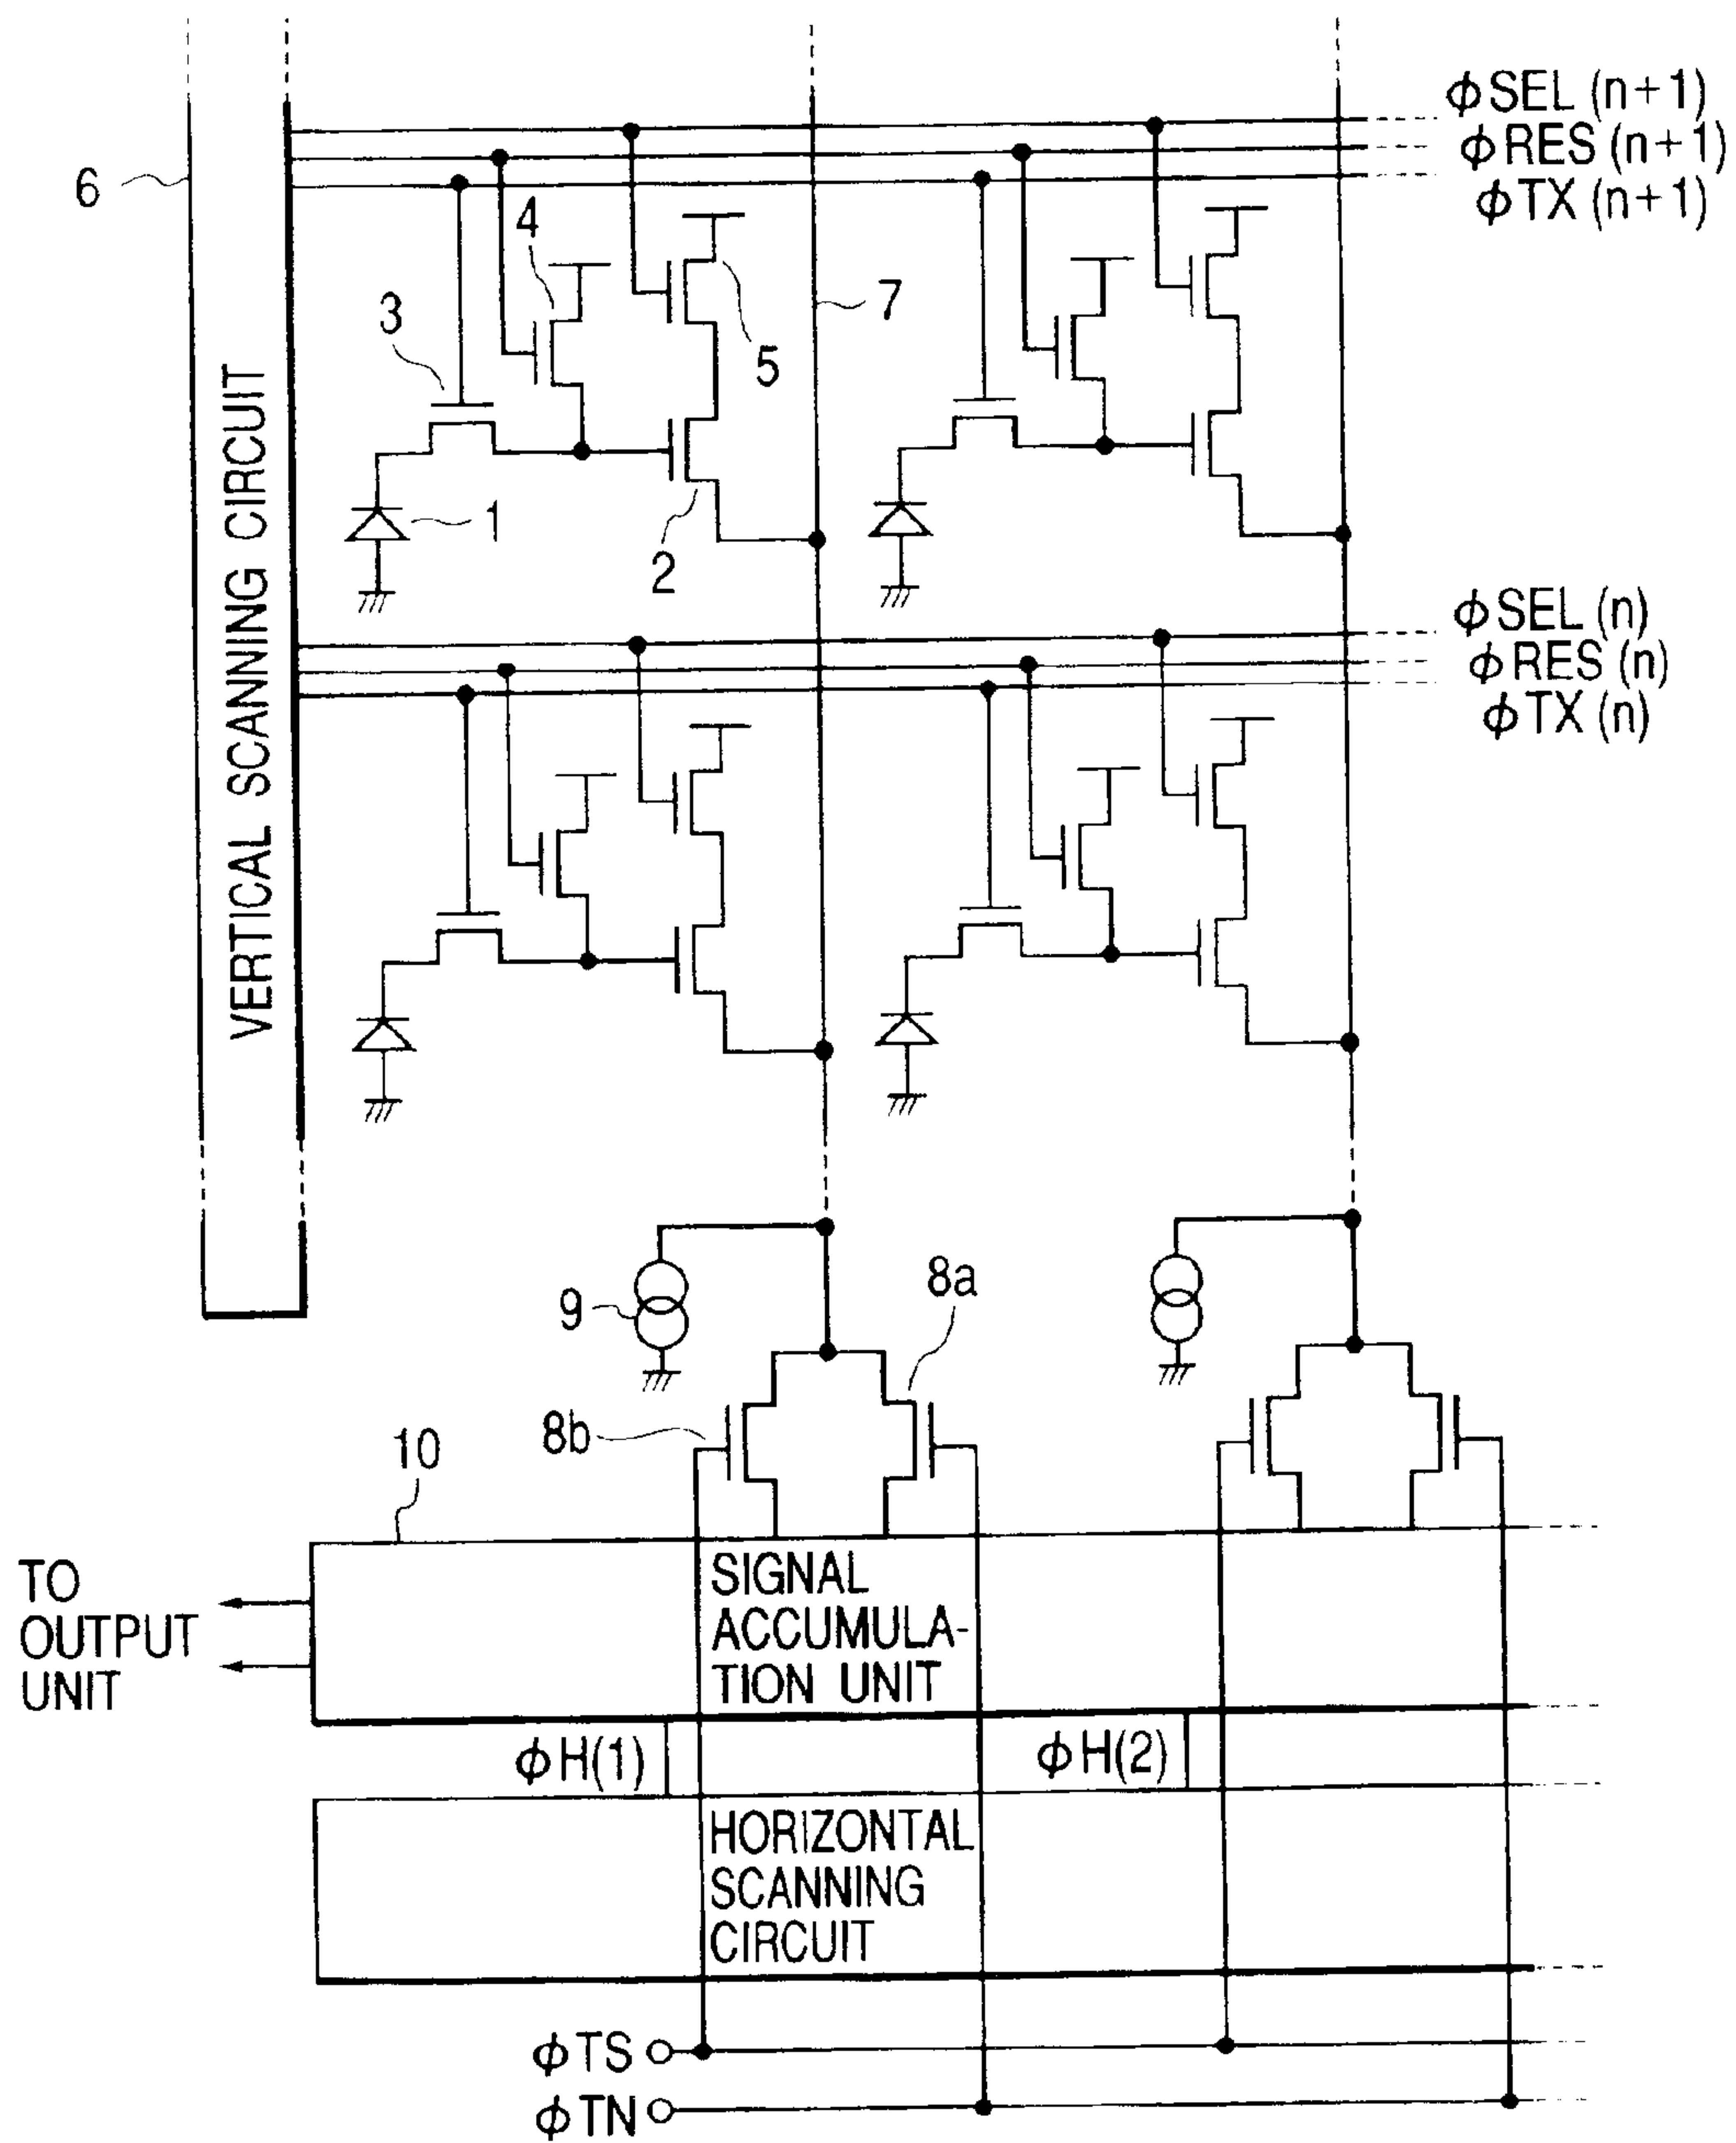 φSEL (n+1)
φRES (n+1)
φTX (n+1)
6
4
3
7
5
1
2
VERTICAL SCANNING CIRCUIT
φSEL (n)
φRES (n)
φTX (n)
9
8a
8b
10
TO
OUTPUT
UNIT
SIGNAL
ACCUMULA-
TION UNIT
φH(1)
φH(2)
HORIZONTAL
SCANNING
CIRCUIT
φTS
φTN